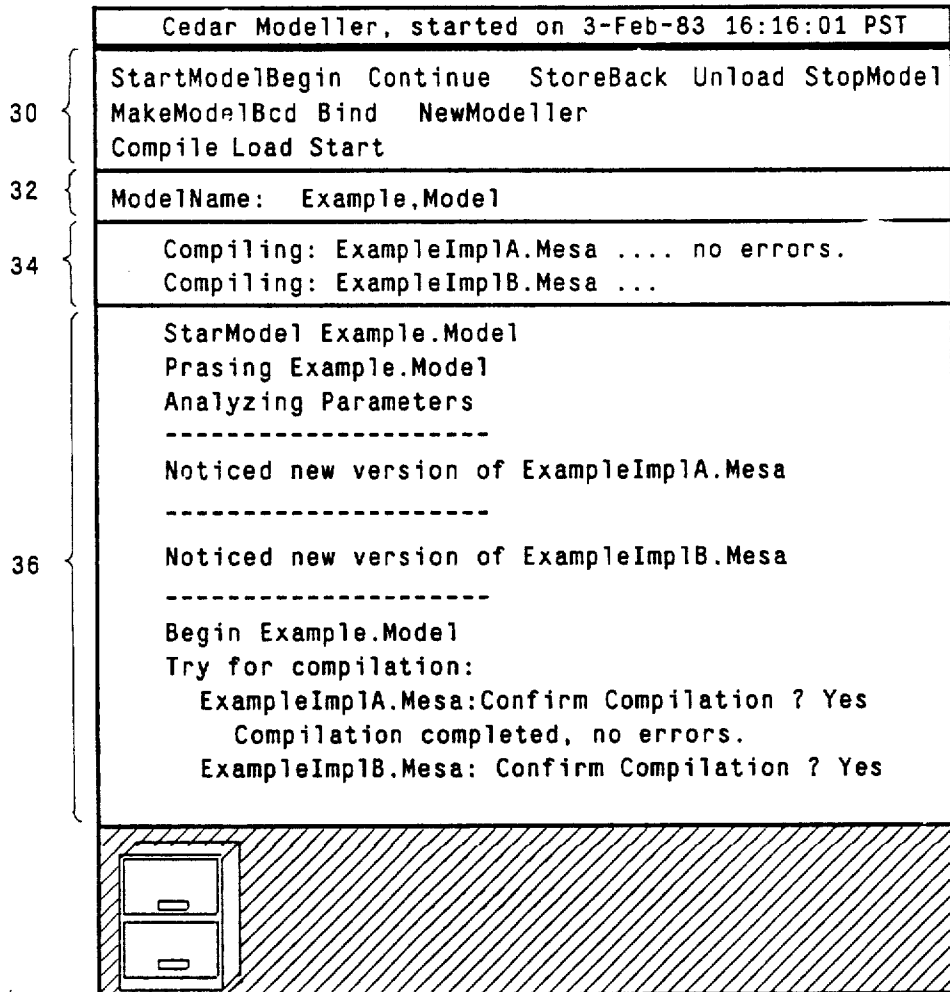 Cedar Modeller, started on 3-Feb-83 16:16:01 PST
30
StartModelBegin Continue StoreBack Unload StopModel
MakeModelBcd Bind NewModeller
Compile Load Start
32
ModelName: Example,Model
34
Compiling: ExampleImplA.Mesa .... no errors.
Compiling: ExampleImplB.Mesa ...
36
StarModel Example.Model
Prasing Example.Model
Analyzing Parameters
---------------------
Noticed new version of ExampleImplA.Mesa
---------------------
Noticed new version of ExampleImplB.Mesa
---------------------
Begin Example.Model
Try for compilation:
ExampleImplA.Mesa:Confirm Compilation ? Yes
Compilation completed, no errors.
ExampleImplB.Mesa: Confirm Compilation ? Yes